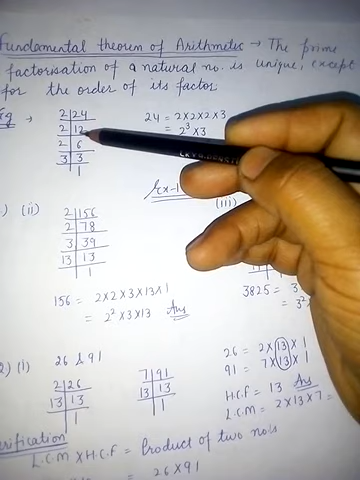 Fundamental theorem of Arithmetic → The prime
factorisation of a natural no. is unique, except
for the order of its factor
eg → 2 | 24
2 | 12
2 | 6
3 | 3
1
24 = 2×2×2×3
= 2³×3
Ex-1
(ii) 2 | 156
2 | 78
3 | 39
13 | 13
1
156 = 2×2×3×13×1
= 2²×3×13 Ans
(iii)
1
3825 = 3
= 3²
2) (i) 26 & 91
2 | 26
13 | 13
1
7 | 91
13 | 13
1
26 = 2×13×1
91 = 7×13×1
H.C.F = 13 Ans
L.C.M = 2×13×7 =
Verification
L.C.M × H.C.F = Product of two nos
= 26×91